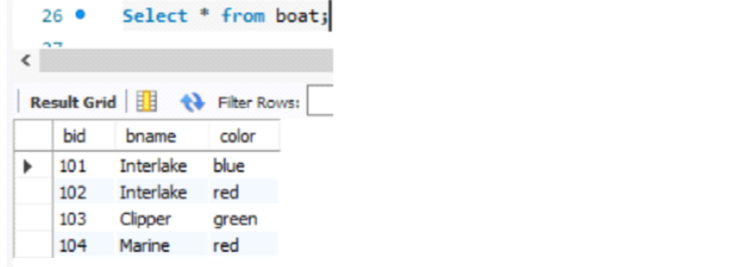 26 Select * from boat;
27
Result Grid Filter Rows:
bid bname color
101 Interlake blue
102 Interlake red
103 Clipper green
104 Marine red